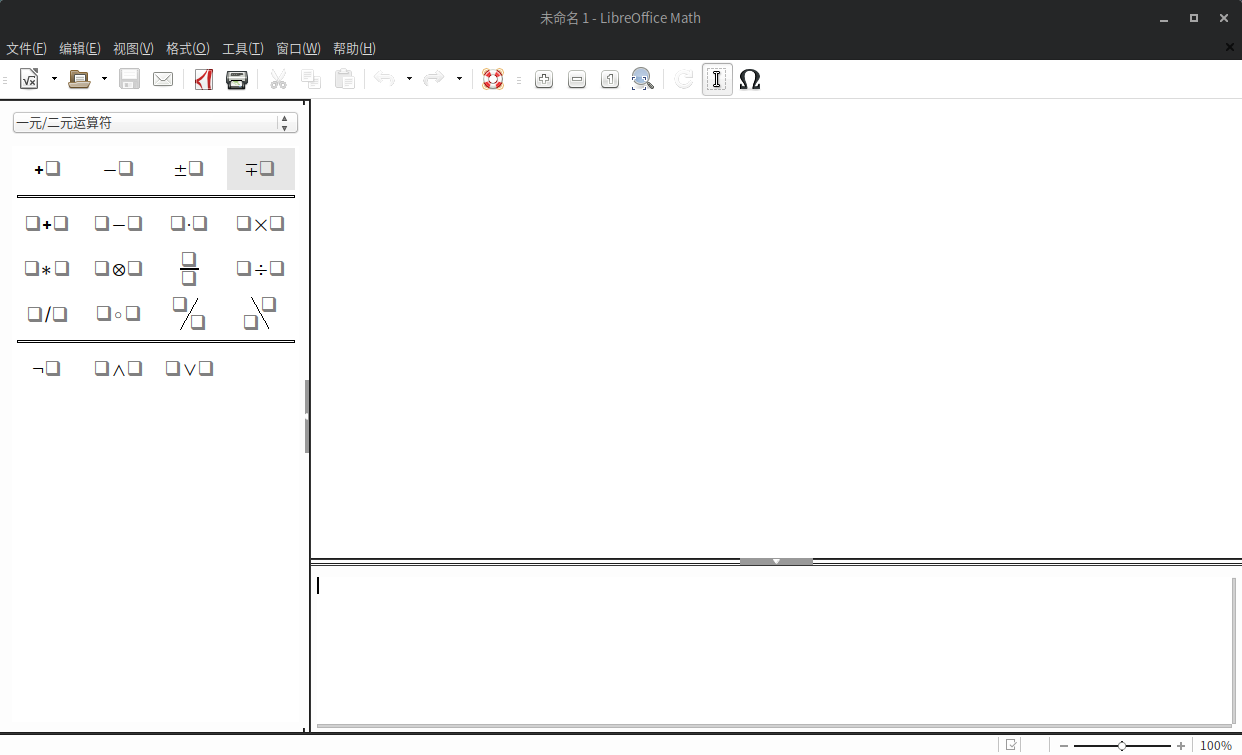 未命名 1 - LibreOffice Math
文件(F) 编辑(E) 视图(V) 格式(O) 工具(T) 窗口(W) 帮助(H)
一元/二元运算符
+❏ −❏ ±❏ ∓❏
❏+❏ ❏−❏ ❏·❏ ❏×❏
❏∗❏ ❏⊗❏ ❏/❏ ❏÷❏
❏/❏ ❏∘❏ ❏/❏ ❏\❏
¬❏ ❏∧❏ ❏∨❏
100%